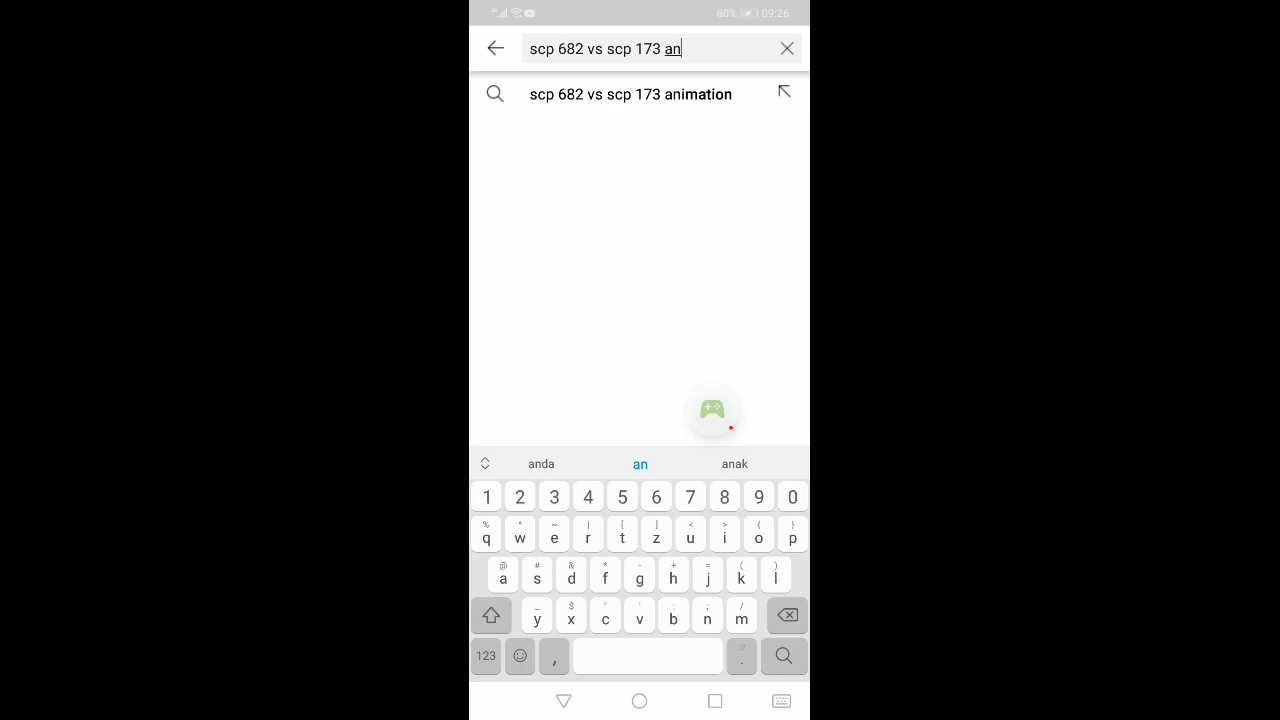 80% 09:26
scp 682 vs scp 173 an
scp 682 vs scp 173 animation
anda an anak
1 2 3 4 5 6 7 8 9 0
% ^ ~ | [ ] < > { }
q w e r t z u i o p
@ # & * - + = ( )
a s d f g h j k l
_ $ " ' : ; /
y x c v b n m
123 , !? .